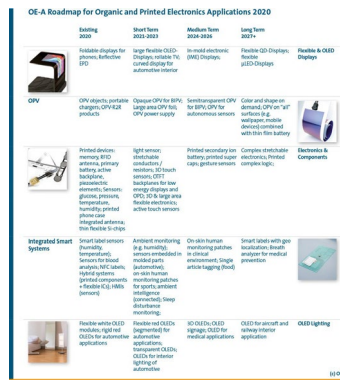 OE-A Roadmap for Organic and Printed Electronics Applications 2020
Existing
2020
Short Term
2021-2023
Medium Term
2024-2026
Long Term
2027+
Foldable displays for
phones; Reflective
EPD
large flexible OLED-
Displays; rollable TV;
curved display for
automotive interior
In-mold electronic
(IME) Displays;
Flexible QD-Displays;
flexible
µLED-Displays
Flexible & OLED
Displays
OPV
OPV objects; portable
chargers; OPV-R2R
products
Opaque OPV for BIPV;
Large area OPV foil,
OPV power supply
Semitransparent OPV
for BIPV; OPV for
autonomous sensors
Color and shape on
demand; OPV on "all"
surfaces (e.g.
wallpaper, mobile
devices) combined
with thin film battery
Printed devices:
memory, RFID
antenna, primary
battery, active
backplane,
piezoelectric
elements; Sensors:
glucose, pressure,
temperature,
humidity; printed
phone case
integrated antenna;
thin flexible Si-chips
light sensor;
stretchable
conductors /
resistors; 3D touch
sensors; OTFT
backplanes for low
energy displays and
OPD; 3D & large area
flexible electronics;
active touch sensors
Printed secondary ion
battery, printed super
caps; gesture sensors
Complex stretchable
electronics; Printed
complex logic;
Electronics &
Components
Integrated Smart
Systems
Smart label sensors
(humidity,
temperature);
Sensors for blood
analysis; NFC labels;
Hybrid systems
(printed components
+ flexible ICs); HMIs
(sensors)
Ambient monitoring
(e.g. humidity);
sensors embedded in
molded parts
(automotive);
on-skin human
monitoring patches
for sports; ambient
intelligence
(connected); Sleep
disturbance
monitoring;
On-skin human
monitoring patches
in clinical
environment; Single
article tagging (food)
Smart labels with geo
localization; Breath
analyzer for medical
prevention
Flexible white OLED
modules; rigid red
OLEDs for automotive
applications
Flexible red OLEDs
(segmented) for
automotive
applications;
transparent OLEDs;
OLEDs for interior
lighting of
automotive
3D OLEDs; OLED
signage, OLED for
medical applications
OLED for aircraft and
railway interior
application
OLED Lighting
(c) O